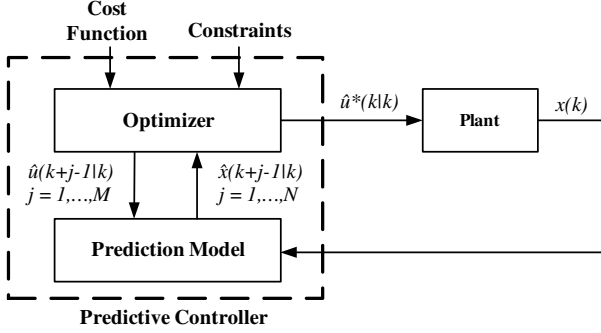 Cost
Function
Constraints
Optimizer
û*(k|k)
Plant
x(k)
û(k+j-1|k)
j = 1,…,M
x̂(k+j-1|k)
j = 1,…,N
Prediction Model
Predictive Controller